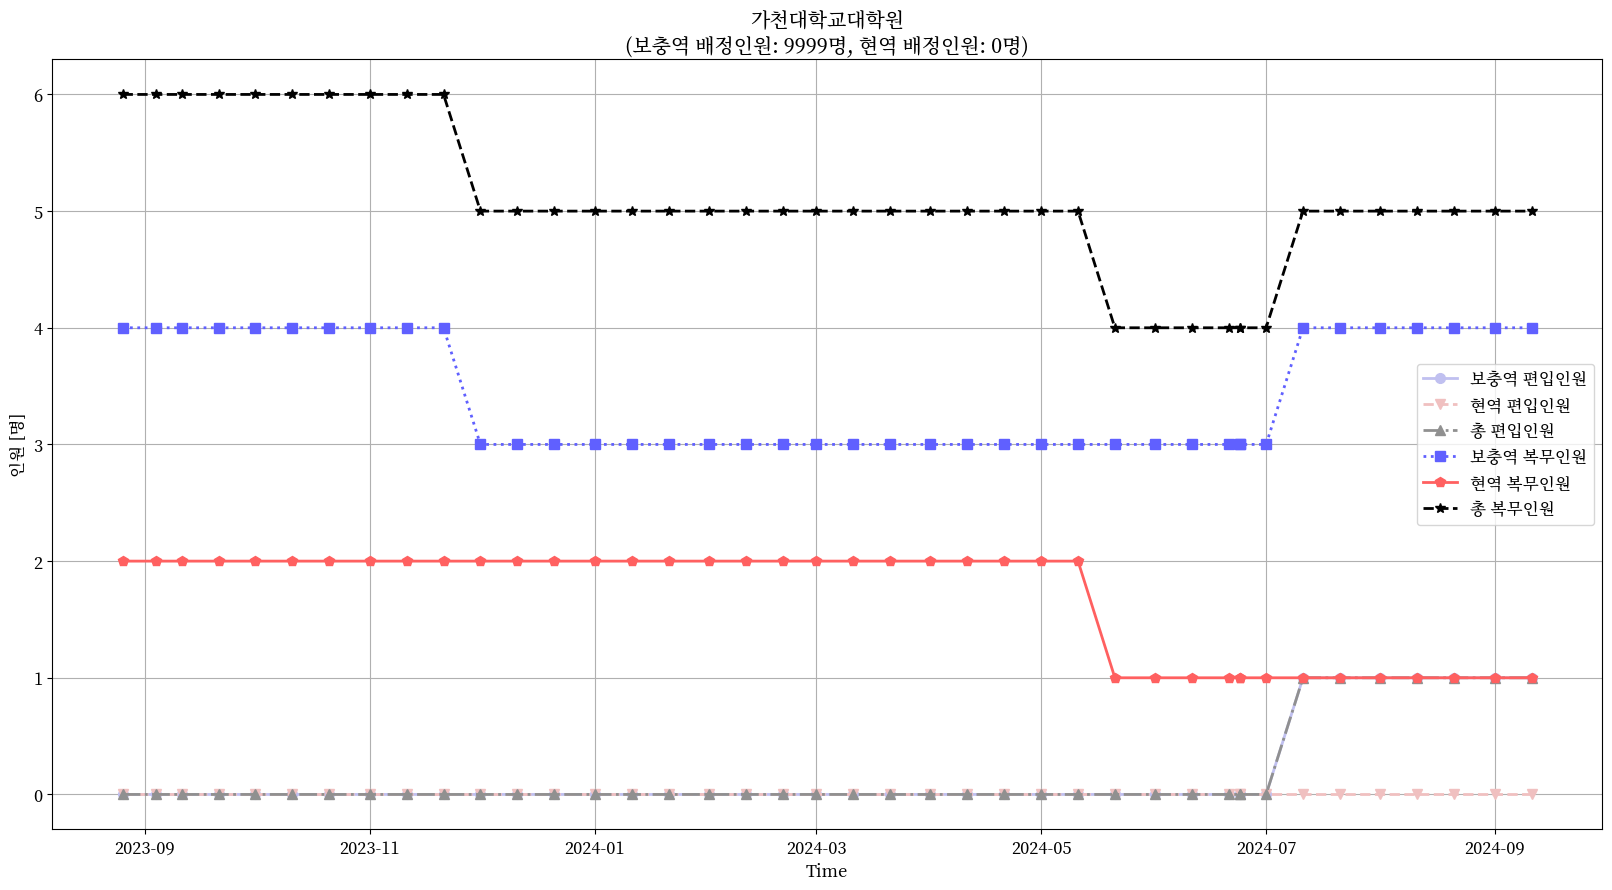 가천대학교대학원
(보충역 배정인원: 9999명, 현역 배정인원: 0명)
6
5
4
3
2
1
0
인원 [명]
보충역 편입인원
현역 편입인원
총 편입인원
보충역 복무인원
현역 복무인원
총 복무인원
2023-09
2023-11
2024-01
2024-03
2024-05
2024-07
2024-09
Time